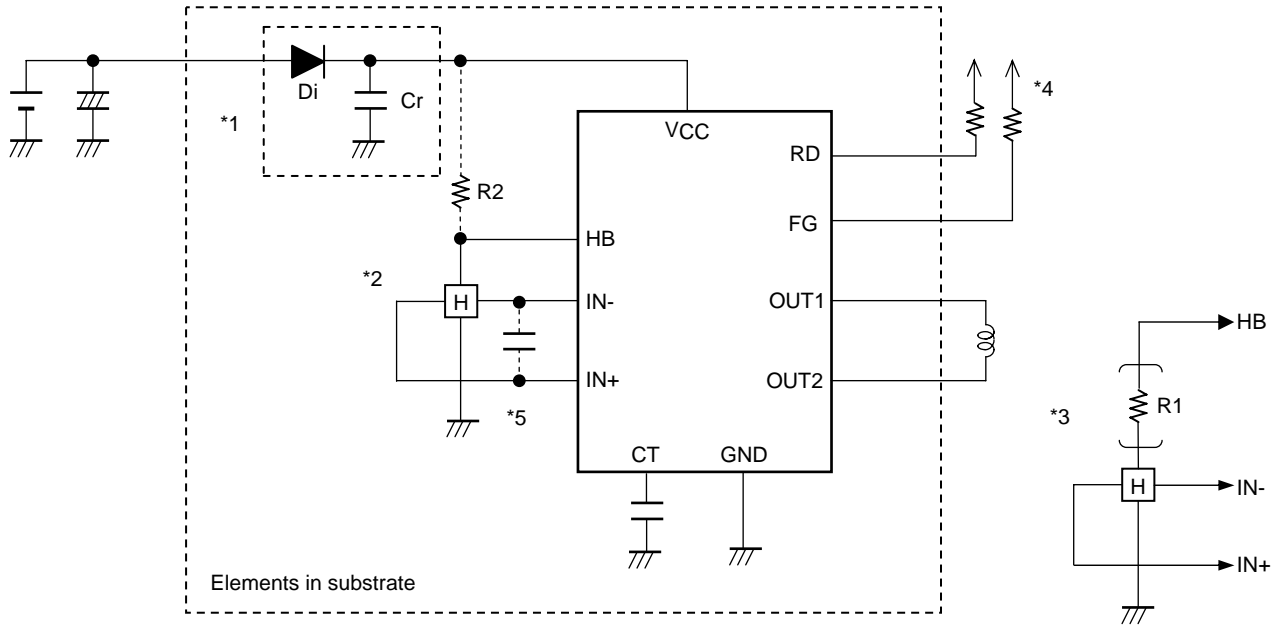 Di
Cr
*1
*4
VCC
RD
R2
FG
HB
*2
H
IN-
OUT1
IN+
OUT2
*5
CT
GND
Elements in substrate
HB
*3
R1
H
IN-
IN+